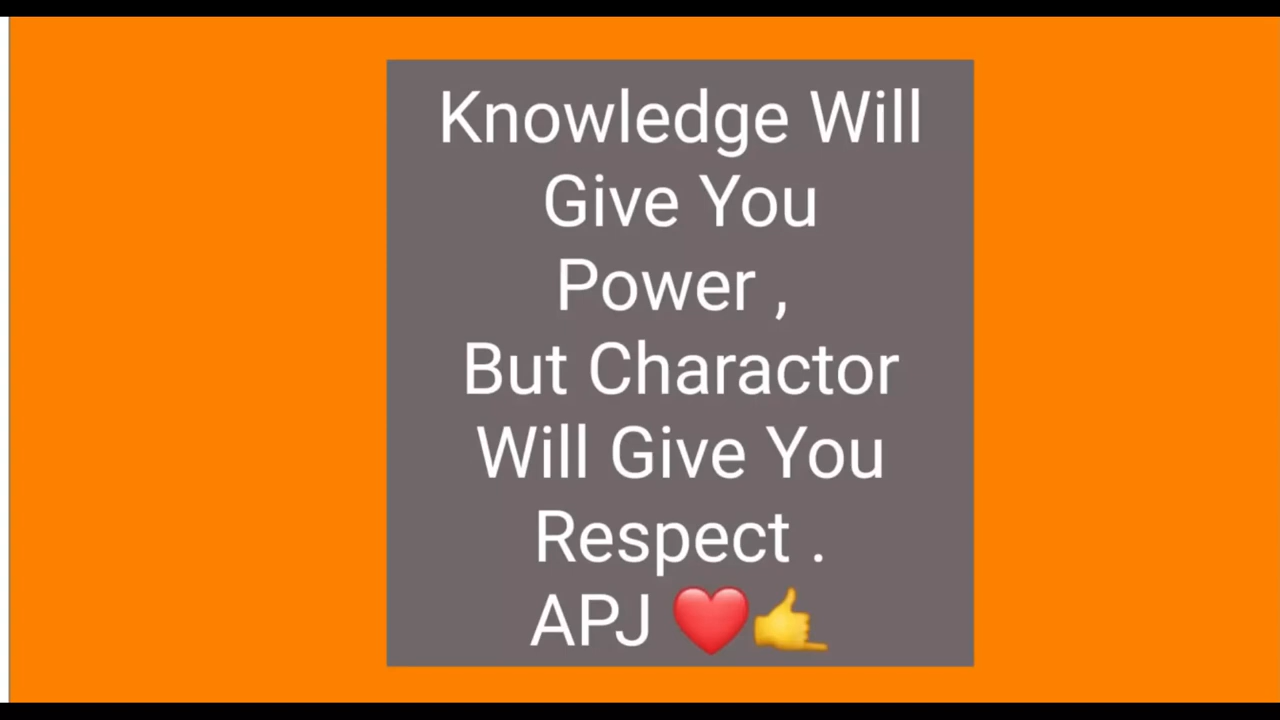 Knowledge Will
Give You
Power ,
But Charactor
Will Give You
Respect .
APJ ❤️🤙